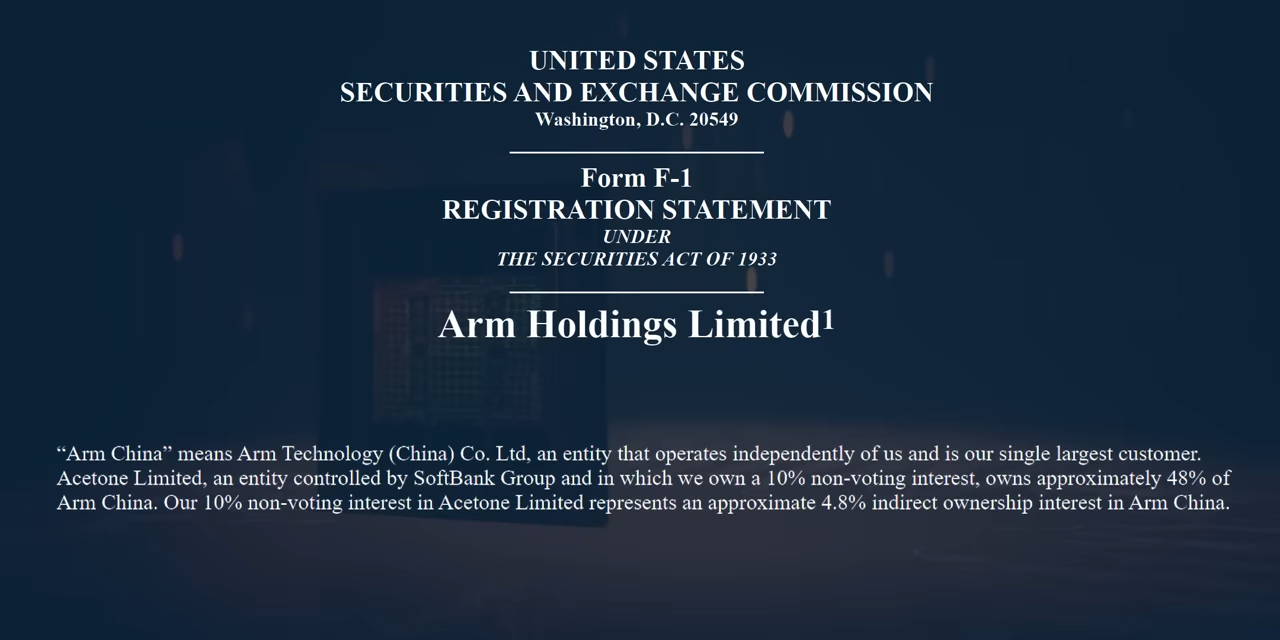 UNITED STATES
SECURITIES AND EXCHANGE COMMISSION
Washington, D.C. 20549
Form F-1
REGISTRATION STATEMENT
UNDER
THE SECURITIES ACT OF 1933
Arm Holdings Limited¹
“Arm China” means Arm Technology (China) Co. Ltd, an entity that operates independently of us and is our single largest customer.
Acetone Limited, an entity controlled by SoftBank Group and in which we own a 10% non-voting interest, owns approximately 48% of
Arm China. Our 10% non-voting interest in Acetone Limited represents an approximate 4.8% indirect ownership interest in Arm China.